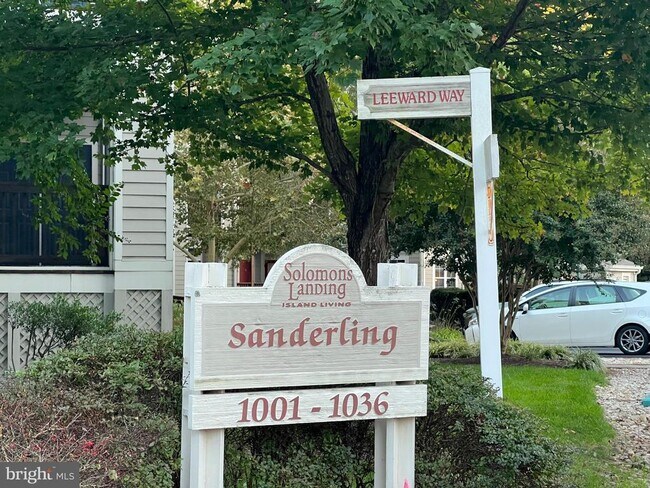 LEEWARD WAY
Solomons
Landing
ISLAND LIVING
Sanderling
1001 - 1036
bright MLS